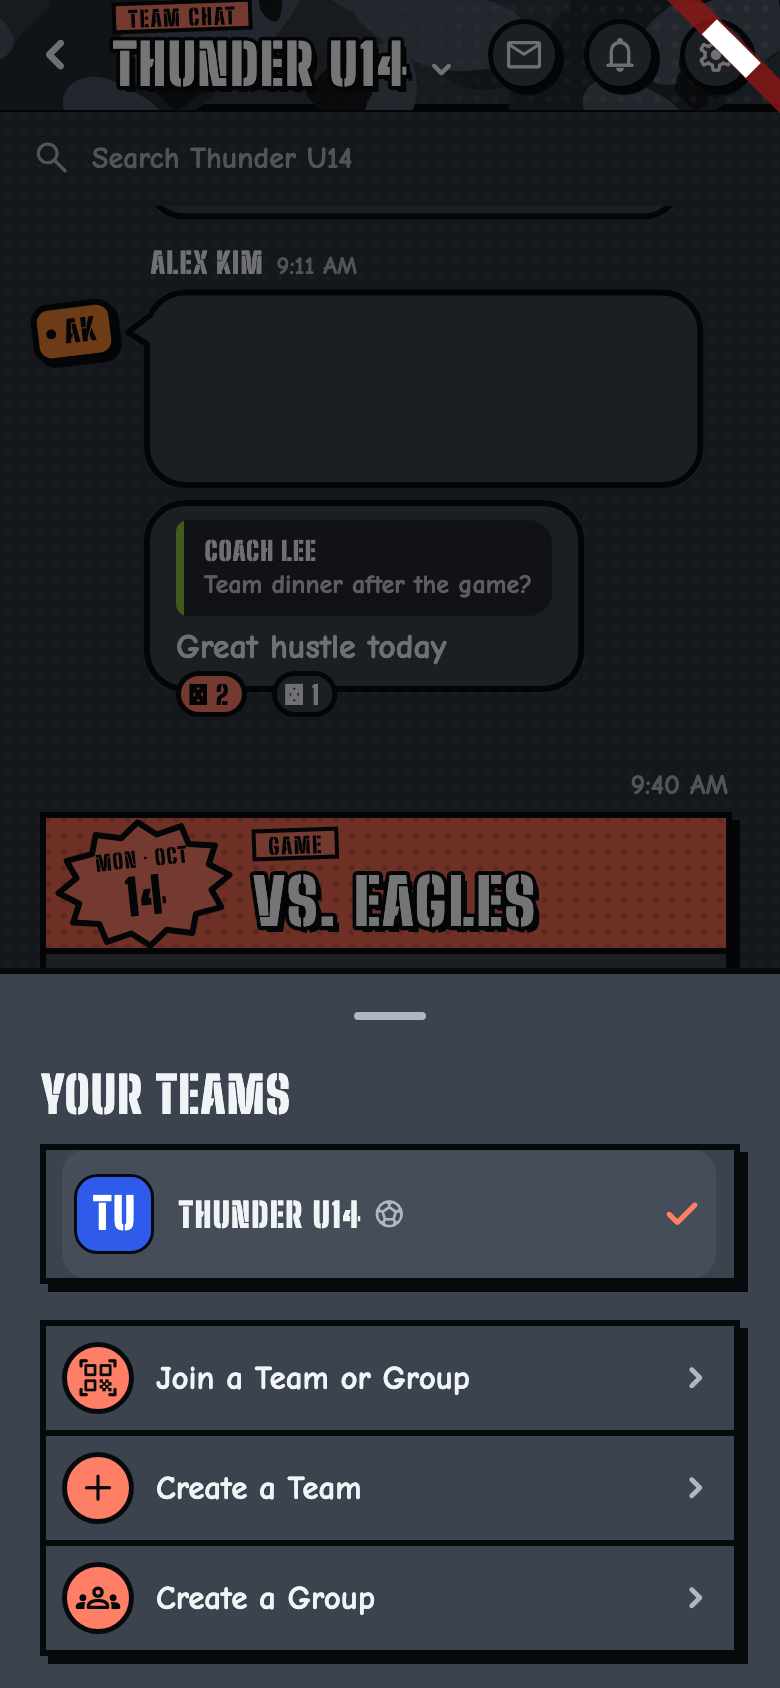 TEAM CHAT
THUNDER U14
Search Thunder U14
ALEX KIM 9:11 AM
AK
COACH LEE
Team dinner after the game?
Great hustle today
2 1
9:40 AM
MON · OCT
14
GAME
VS. EAGLES
YOUR TEAMS
TU THUNDER U14
Join a Team or Group
Create a Team
Create a Group